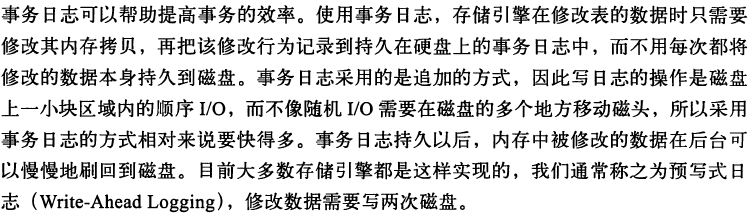 事务日志可以帮助提高事务的效率。使用事务日志，存储引擎在修改表的数据时只需要
修改其内存拷贝，再把该修改行为记录到持久在硬盘上的事务日志中，而不用每次都将
修改的数据本身持久到磁盘。事务日志采用的是追加的方式，因此写日志的操作是磁盘
上一小块区域内的顺序 I/O，而不像随机 I/O 需要在磁盘的多个地方移动磁头，所以采用
事务日志的方式相对来说要快得多。事务日志持久以后，内存中被修改的数据在后台可
以慢慢地刷回到磁盘。目前大多数存储引擎都是这样实现的，我们通常称之为预写式日
志（Write-Ahead Logging），修改数据需要写两次磁盘。